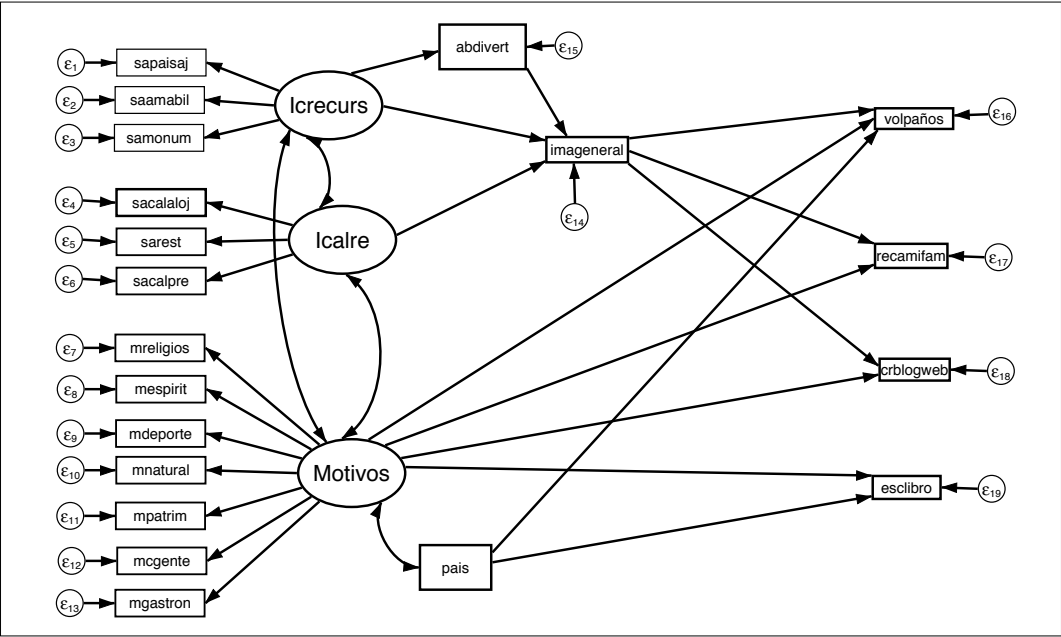 ε1 sapaisaj
ε2 saamabil
ε3 samonum
Icrecurs
abdivert ε15
imageneral
ε14
volpaños ε16
ε4 sacalaloj
ε5 sarest
ε6 sacalpre
Icalre
recamifam ε17
ε7 mreligios
ε8 mespirit
ε9 mdeporte
ε10 mnatural
ε11 mpatrim
ε12 mcgente
ε13 mgastron
Motivos
crblogweb ε18
esclibro ε19
pais